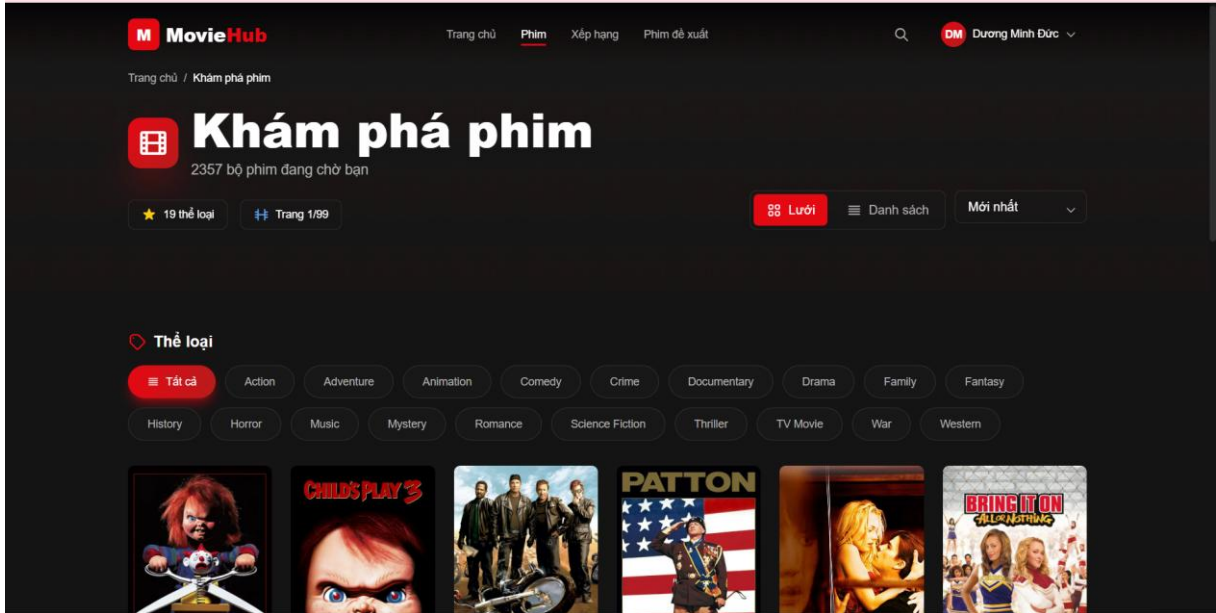 M MovieHub Trang chủ Phim Xếp hạng Phim đề xuất DM Dương Minh Đức
Trang chủ / Khám phá phim
Khám phá phim
2357 bộ phim đang chờ bạn
19 thể loại Trang 1/99 Lưới Danh sách Mới nhất
Thể loại
Tất cả Action Adventure Animation Comedy Crime Documentary Drama Family Fantasy
History Horror Music Mystery Romance Science Fiction Thriller TV Movie War Western
CHILD'S PLAY 3
PATTON
BRING IT ON
ALL OR NOTHING